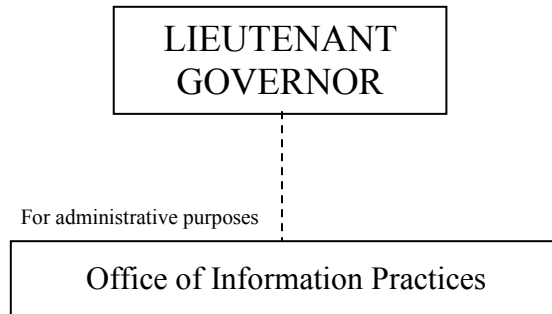 LIEUTENANT
GOVERNOR
For administrative purposes
Office of Information Practices